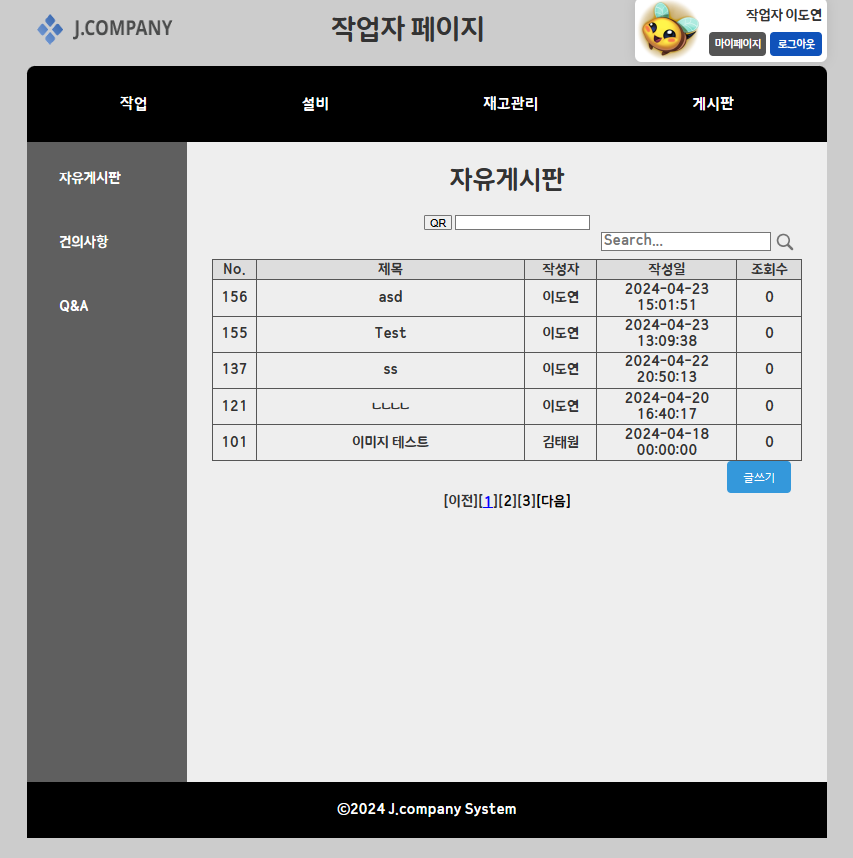 J.COMPANY
작업자 페이지
작업자 이도연
마이페이지 로그아웃
작업 설비 재고관리 게시판
자유게시판
건의사항
Q&A
자유게시판
QR
Search...
No. 제목 작성자 작성일 조회수
156 asd 이도연 2024-04-23 15:01:51 0
155 Test 이도연 2024-04-23 13:09:38 0
137 ss 이도연 2024-04-22 20:50:13 0
121 ㄴㄴㄴㄴ 이도연 2024-04-20 16:40:17 0
101 이미지 테스트 김태원 2024-04-18 00:00:00 0
글쓰기
[이전][1][2][3][다음]
©2024 J.company System